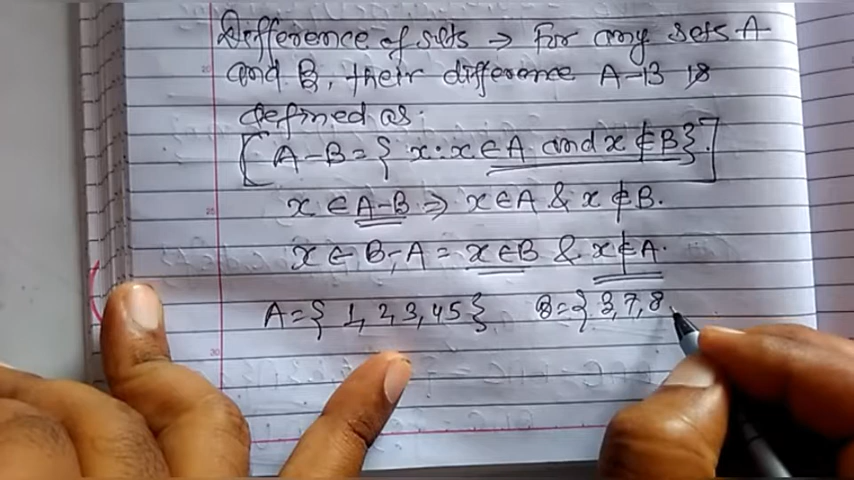 Difference of sets → For any sets A
and B, their difference A-B is
defined as:
[A-B={ x:x∈A and x∉B}].
x ∈ A-B ⇒ x∈A & x∉B.
x ∈ B-A = x∈B & x∉A.
A={ 1, 2, 3, 4 5 } B={ 3, 7, 8